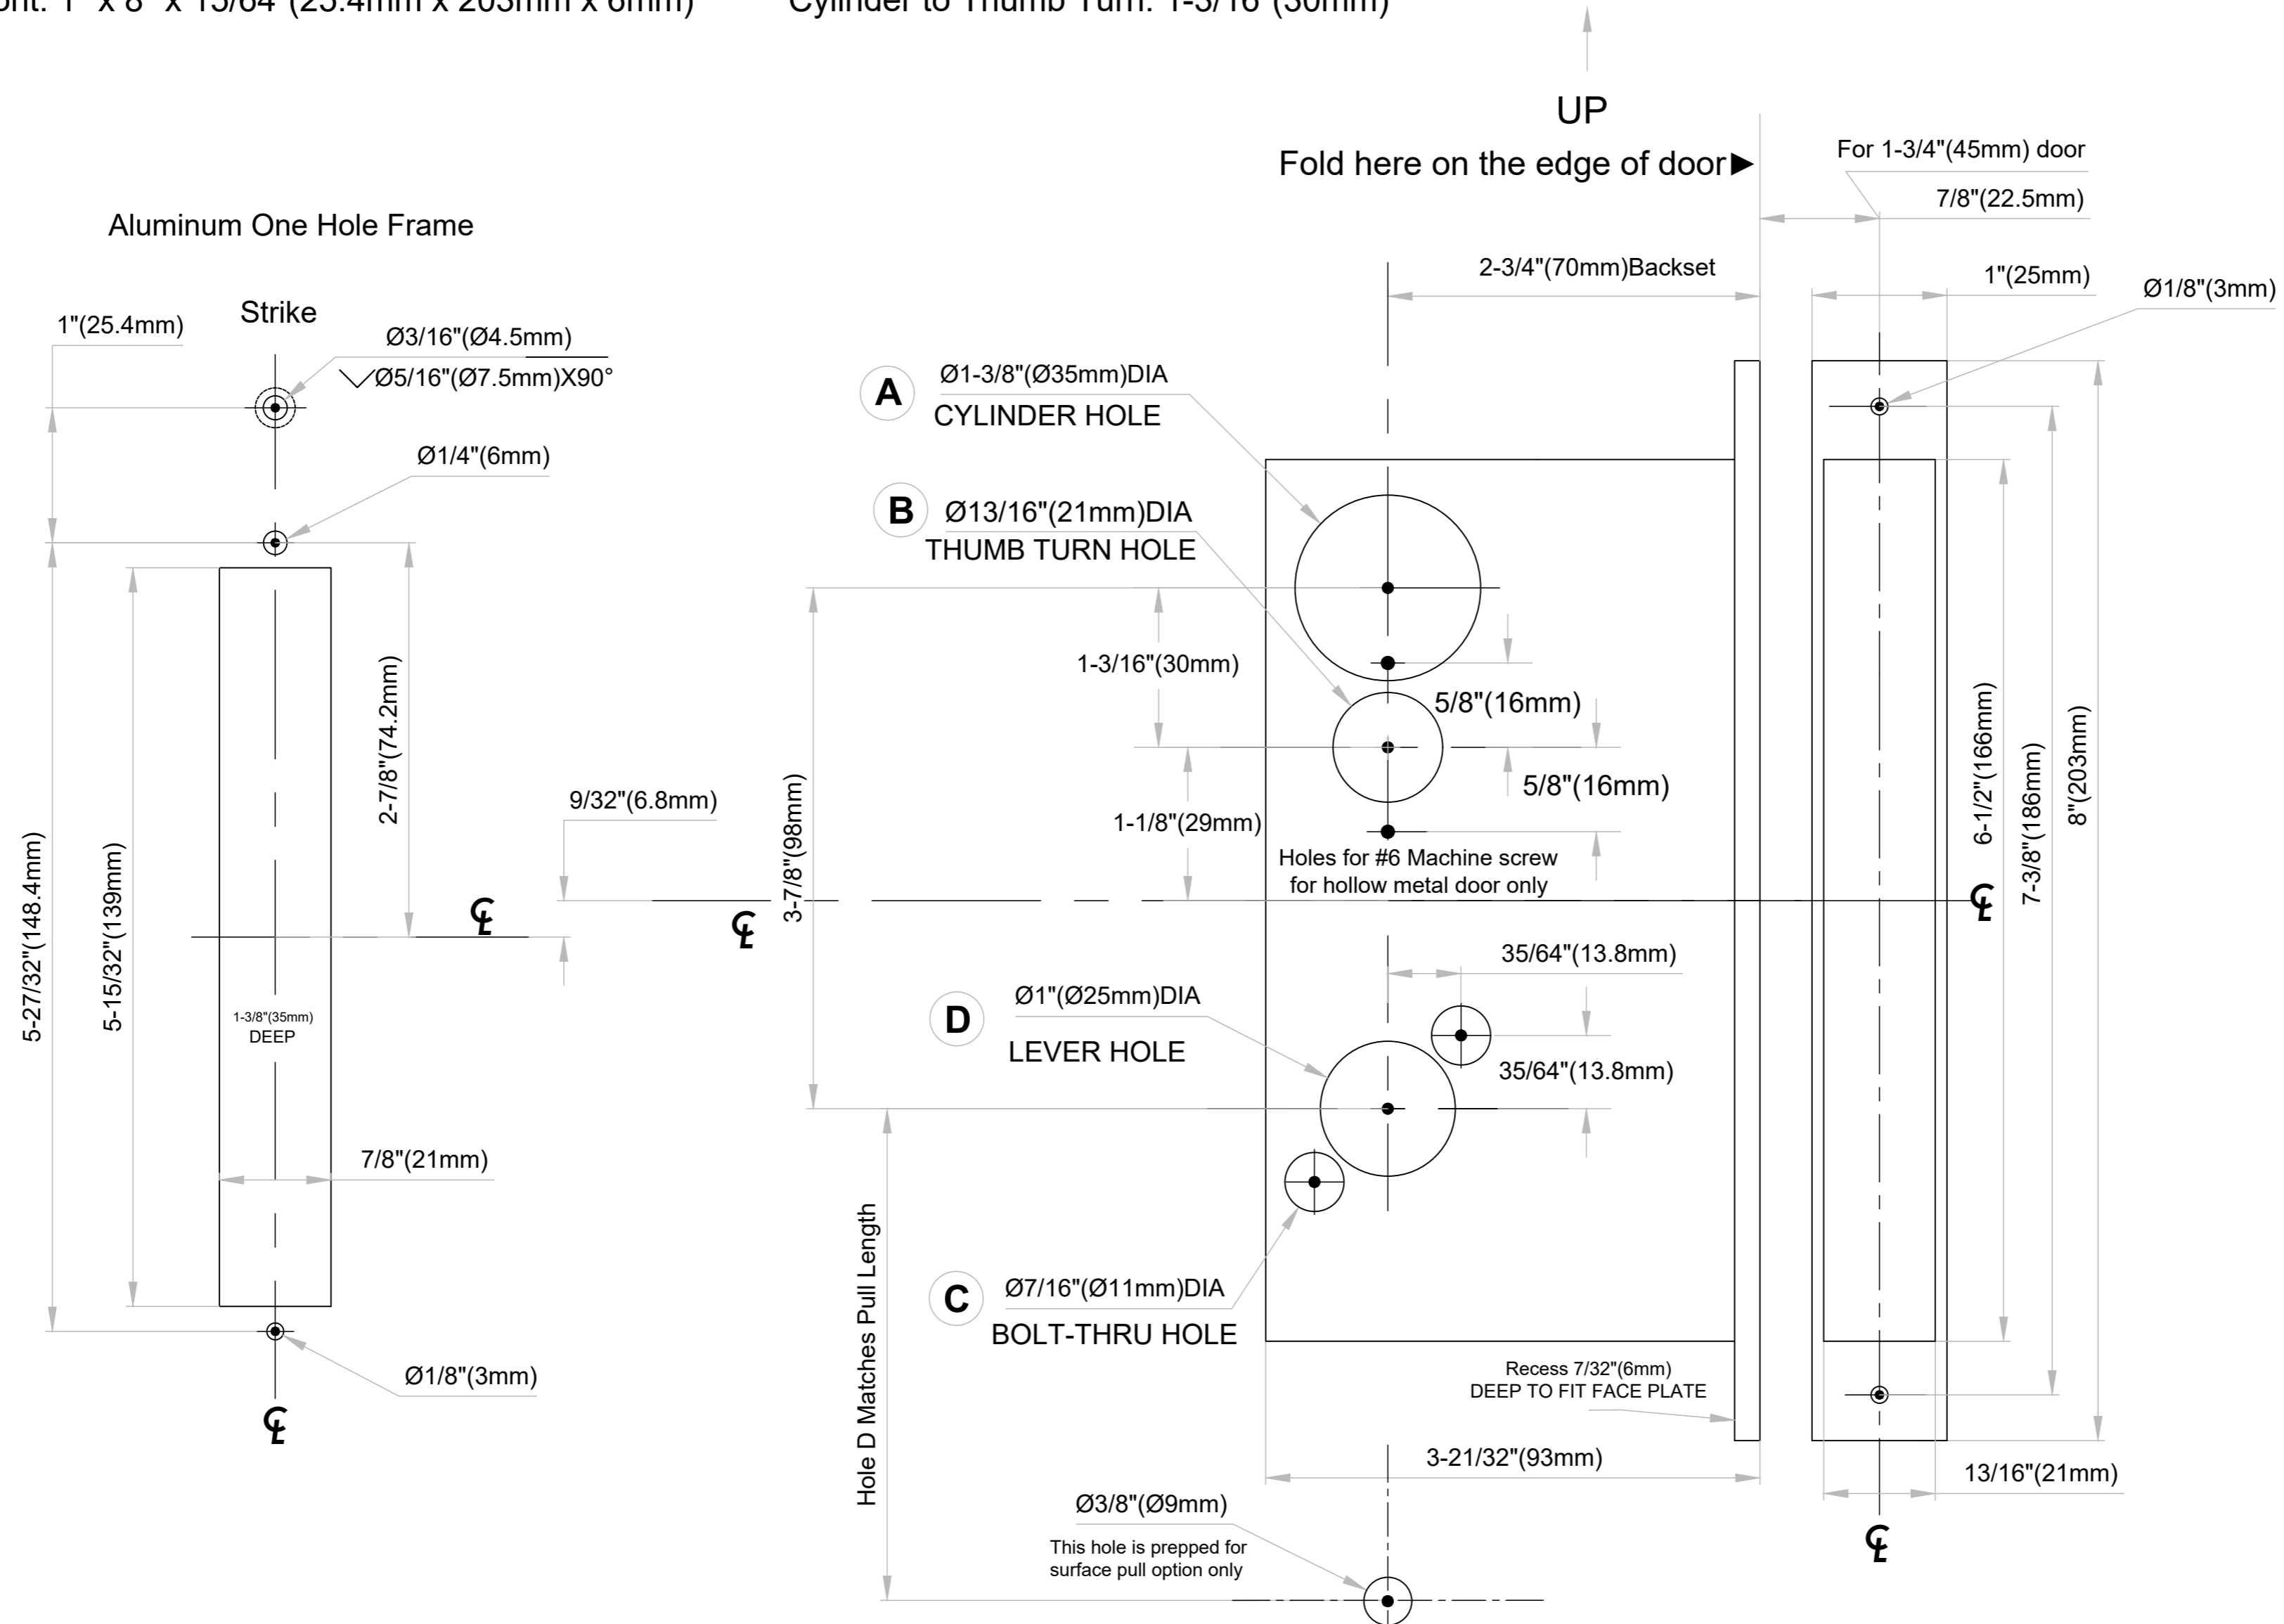 1" x 8" x 15/64"(25.4mm x 203mm x 6mm)
Cylinder to Thumb Turn: 1-3/16"(30mm)
UP
Fold here on the edge of door
For 1-3/4"(45mm) door
7/8"(22.5mm)
Aluminum One Hole Frame
2-3/4"(70mm)Backset
1"(25mm)
Ø1/8"(3mm)
Strike
1"(25.4mm)
Ø3/16"(Ø4.5mm)
Ø5/16"(Ø7.5mm)X90°
A
Ø1-3/8"(Ø35mm)DIA
CYLINDER HOLE
Ø1/4"(6mm)
B
Ø13/16"(21mm)DIA
THUMB TURN HOLE
1-3/16"(30mm)
5/8"(16mm)
5/8"(16mm)
2-7/8"(74.2mm)
9/32"(6.8mm)
1-1/8"(29mm)
3-7/8"(98mm)
6-1/2"(166mm)
7-3/8"(186mm)
8"(203mm)
Holes for #6 Machine screw
for hollow metal door only
5-27/32"(148.4mm)
5-15/32"(139mm)
℄
℄
℄
35/64"(13.8mm)
1-3/8"(35mm)
DEEP
D
Ø1"(Ø25mm)DIA
LEVER HOLE
35/64"(13.8mm)
7/8"(21mm)
Hole D Matches Pull Length
C
Ø7/16"(Ø11mm)DIA
BOLT-THRU HOLE
Ø1/8"(3mm)
℄
Recess 7/32"(6mm)
DEEP TO FIT FACE PLATE
3-21/32"(93mm)
13/16"(21mm)
Ø3/8"(Ø9mm)
This hole is prepped for
surface pull option only
℄